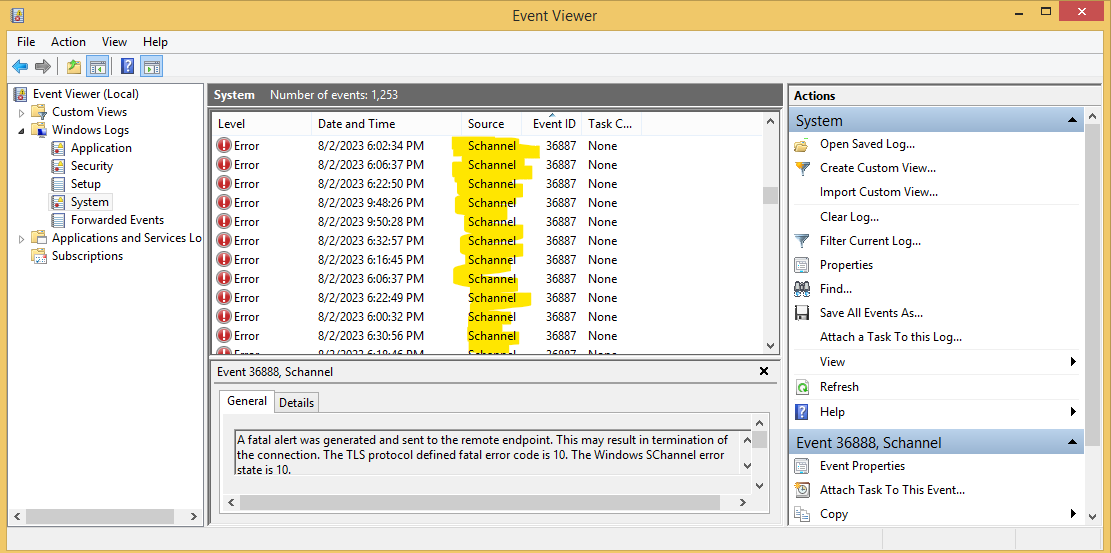 Event Viewer
File Action View Help
Event Viewer (Local)
Custom Views
Windows Logs
Application
Security
Setup
System
Forwarded Events
Applications and Services Lo
Subscriptions
System Number of events: 1,253
Level Date and Time Source Event ID Task C...
Error 8/2/2023 6:02:34 PM Schannel 36887 None
Error 8/2/2023 6:06:37 PM Schannel 36887 None
Error 8/2/2023 6:22:50 PM Schannel 36887 None
Error 8/2/2023 9:48:26 PM Schannel 36887 None
Error 8/2/2023 9:50:28 PM Schannel 36887 None
Error 8/2/2023 6:32:57 PM Schannel 36887 None
Error 8/2/2023 6:16:45 PM Schannel 36887 None
Error 8/2/2023 6:06:37 PM Schannel 36887 None
Error 8/2/2023 6:22:49 PM Schannel 36887 None
Error 8/2/2023 6:00:32 PM Schannel 36887 None
Error 8/2/2023 6:30:56 PM Schannel 36887 None
Error 8/2/2023 6:18:46 PM Schannel 36887 None
Event 36888, Schannel
General Details
A fatal alert was generated and sent to the remote endpoint. This may result in termination of
the connection. The TLS protocol defined fatal error code is 10. The Windows SChannel error
state is 10.
Actions
System
Open Saved Log...
Create Custom View...
Import Custom View...
Clear Log...
Filter Current Log...
Properties
Find...
Save All Events As...
Attach a Task To this Log...
View
Refresh
Help
Event 36888, Schannel
Event Properties
Attach Task To This Event...
Copy